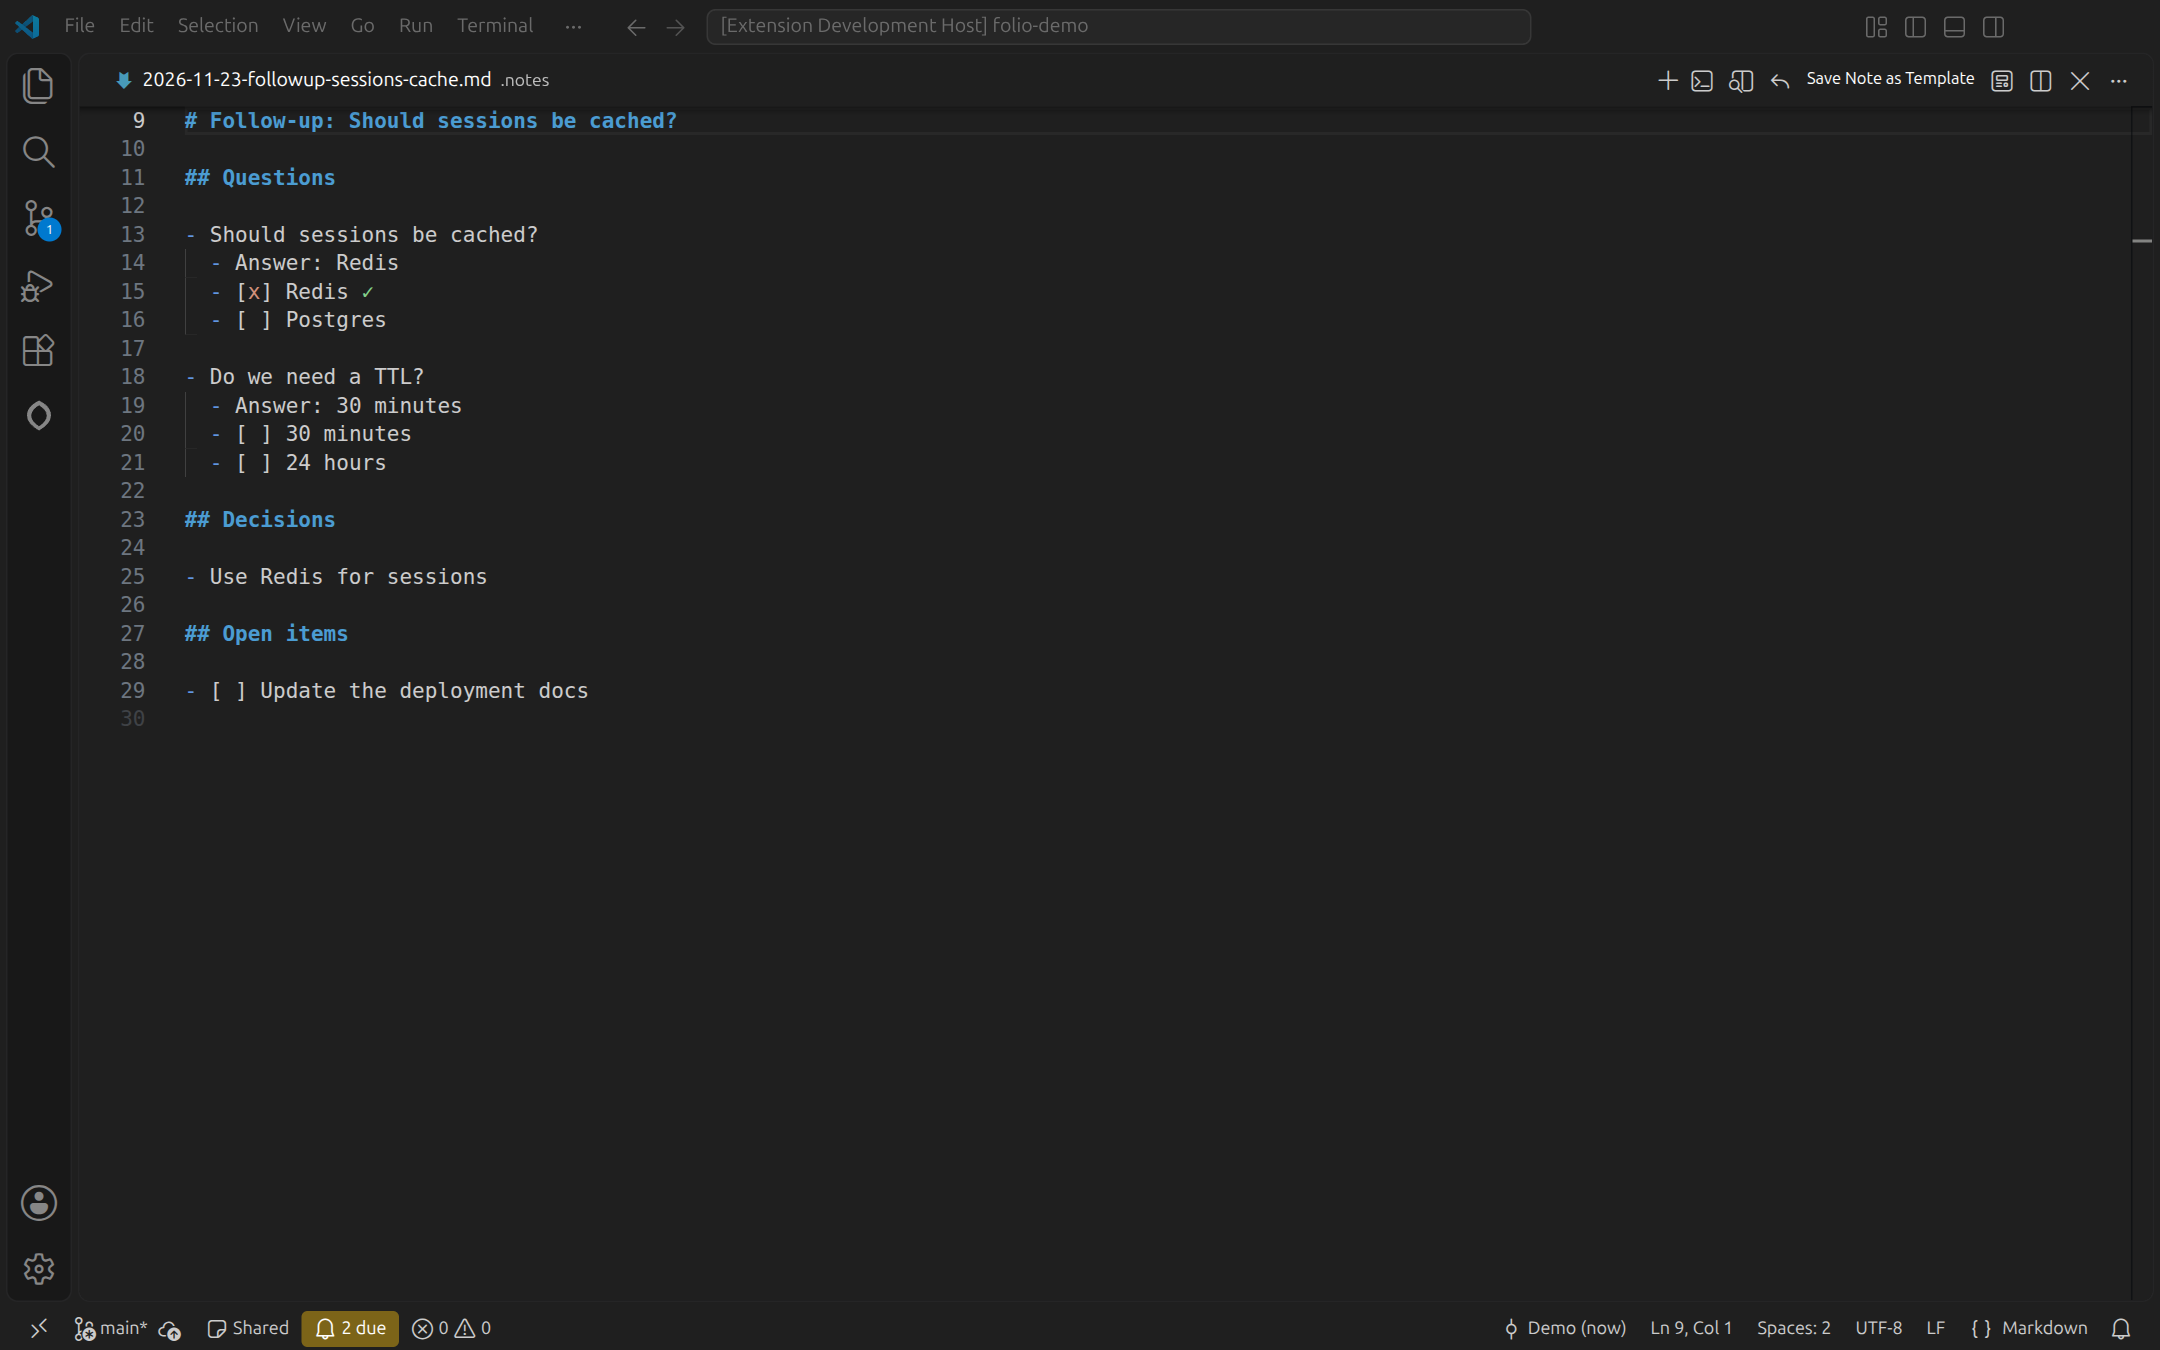 File Edit Selection View Go Run Terminal ··· [Extension Development Host] folio-demo
2026-11-23-followup-sessions-cache.md .notes Save Note as Template
9 # Follow-up: Should sessions be cached?
10
11 ## Questions
12
13 - Should sessions be cached?
14 - Answer: Redis
15 - [x] Redis ✓
16 - [ ] Postgres
17
18 - Do we need a TTL?
19 - Answer: 30 minutes
20 - [ ] 30 minutes
21 - [ ] 24 hours
22
23 ## Decisions
24
25 - Use Redis for sessions
26
27 ## Open items
28
29 - [ ] Update the deployment docs
30
1
main* Shared 2 due 0 0 Demo (now) Ln 9, Col 1 Spaces: 2 UTF-8 LF { } Markdown